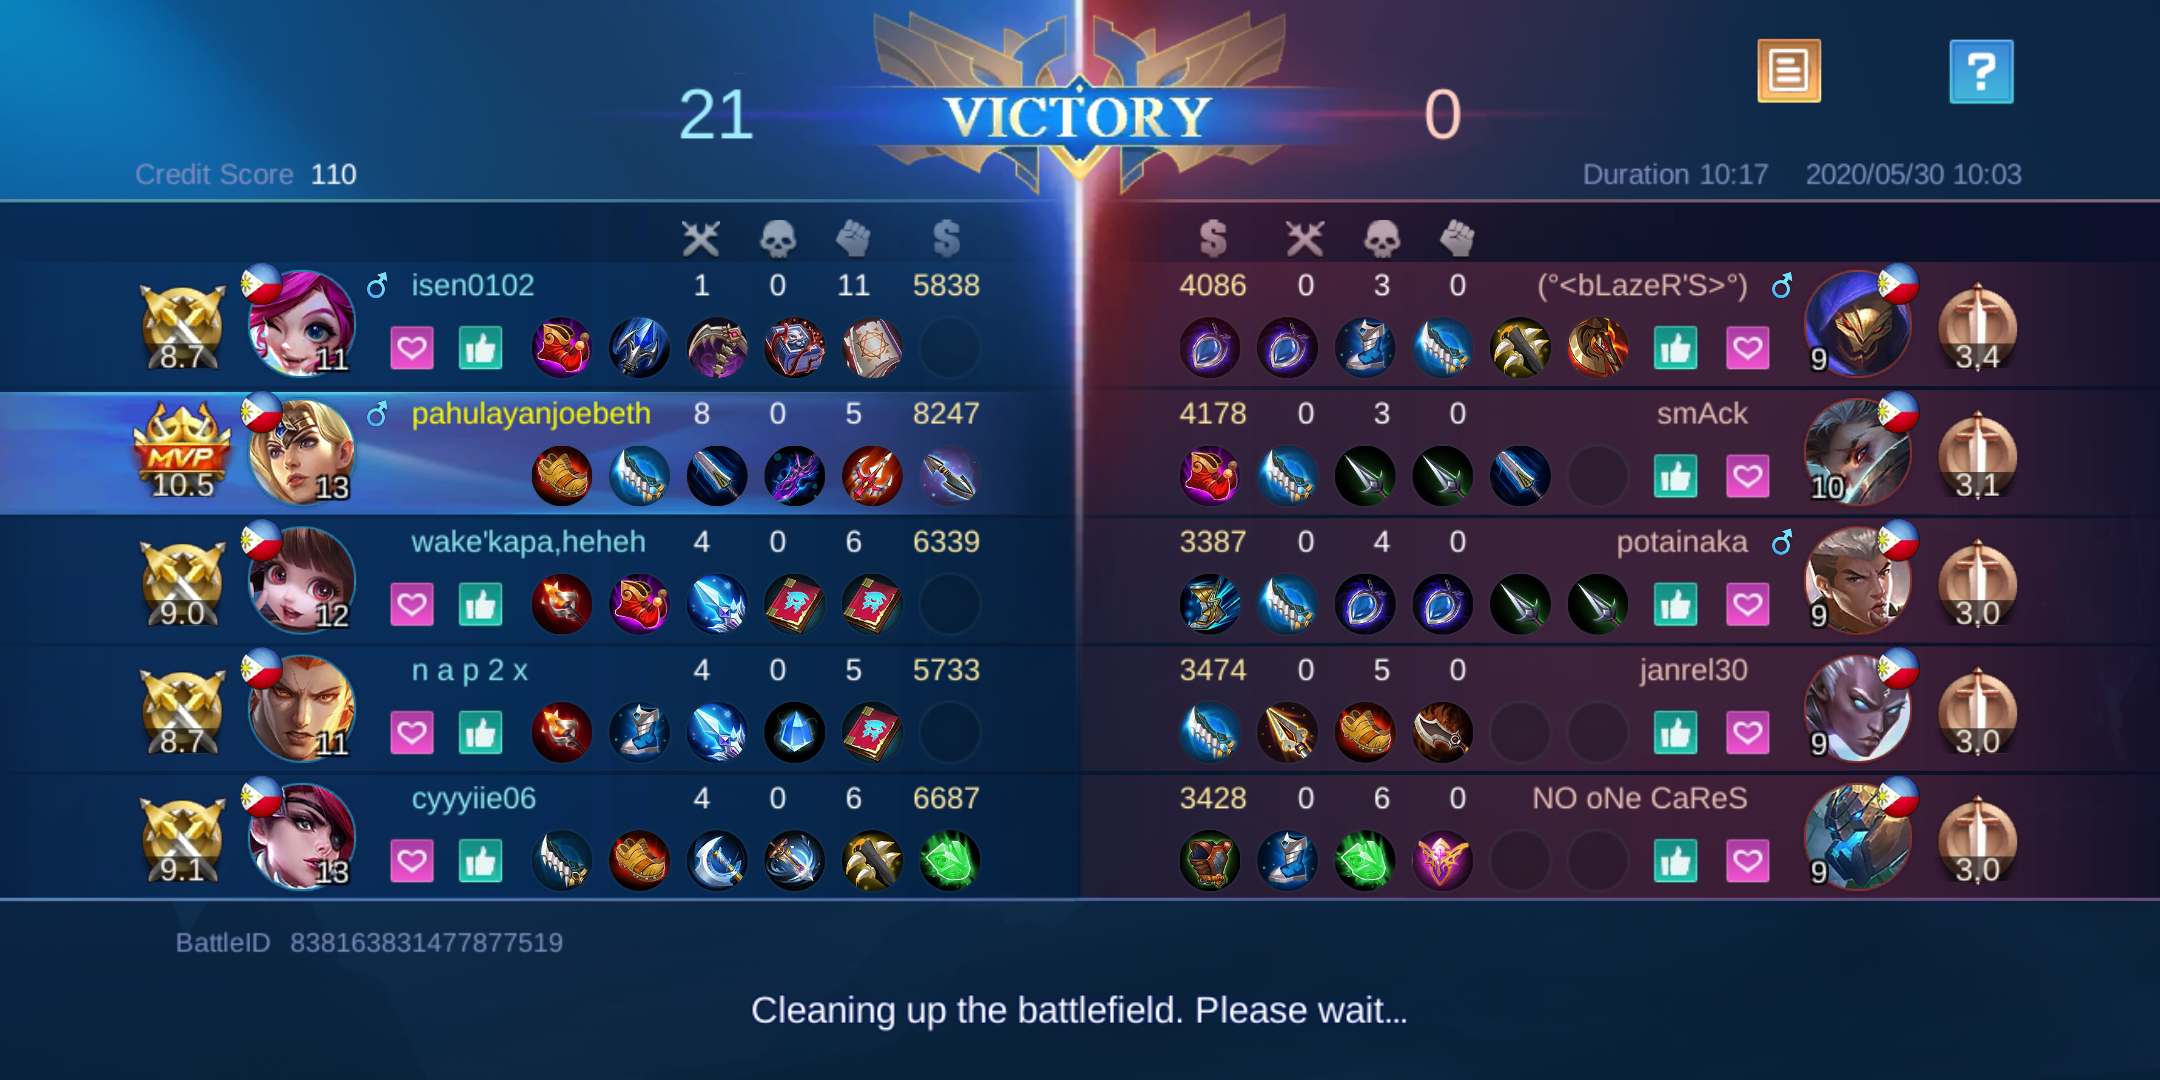 21 VICTORY 0
Credit Score 110 Duration 10:17 2020/05/30 10:03
isen0102 1 0 11 5838 4086 0 3 0 (°<bLazeR'S>°)
8.7 11 9 3,4
pahulayanjoebeth 8 0 5 8247 4178 0 3 0 smAck
MVP
10.5 13 10 3,1
wake'kapa,heheh 4 0 6 6339 3387 0 4 0 potainaka
9.0 12 9 3,0
n a p 2 x 4 0 5 5733 3474 0 5 0 janrel30
8.7 11 9 3,0
cyyyiie06 4 0 6 6687 3428 0 6 0 NO oNe CaReS
9.1 13 9 3,0
BattleID 838163831477877519
Cleaning up the battlefield. Please wait...